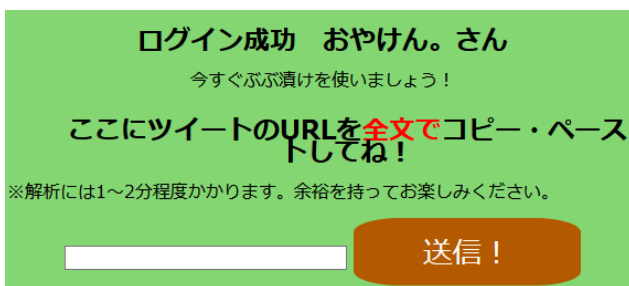 ログイン成功　おやけん。さん
今すぐぶぶ漬けを使いましょう！
ここにツイートのURLを全文でコピー・ペース
トしてね！
※解析には1～2分程度かかります。余裕を持ってお楽しみください。
送信！